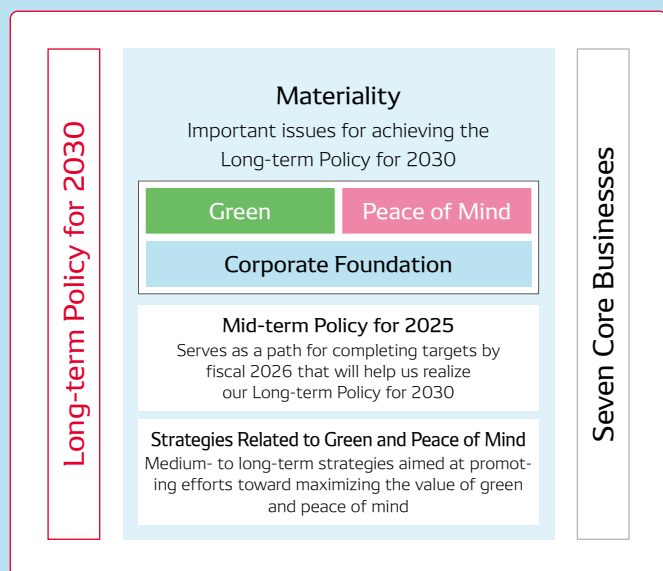 Long-term Policy for 2030
Materiality
Important issues for achieving the
Long-term Policy for 2030
Green
Peace of Mind
Corporate Foundation
Mid-term Policy for 2025
Serves as a path for completing targets by
fiscal 2026 that will help us realize
our Long-term Policy for 2030
Strategies Related to Green and Peace of Mind
Medium- to long-term strategies aimed at promot-
ing efforts toward maximizing the value of green
and peace of mind
Seven Core Businesses